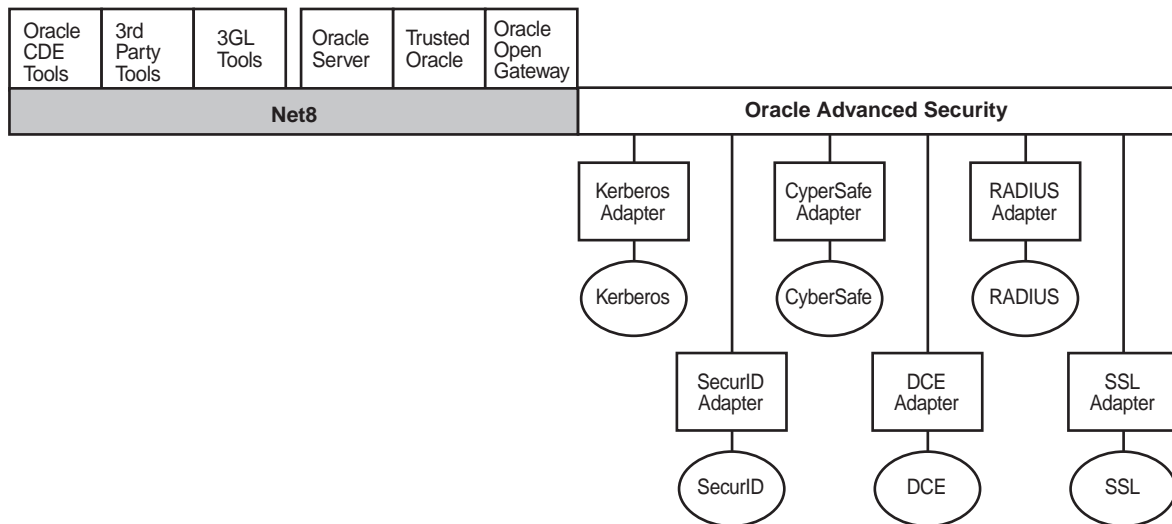 Oracle
CDE
Tools
3rd
Party
Tools
3GL
Tools
Oracle
Server
Trusted
Oracle
Oracle
Open
Gateway
Net8
Oracle Advanced Security
Kerberos
Adapter
CyperSafe
Adapter
RADIUS
Adapter
Kerberos
CyberSafe
RADIUS
SecurID
Adapter
DCE
Adapter
SSL
Adapter
SecurID
DCE
SSL